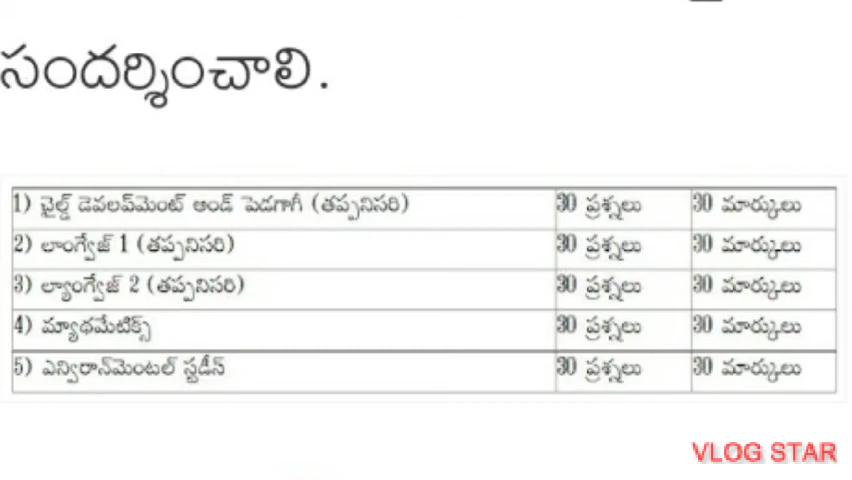 సందర్శించాలి.
1) చైల్డ్ డెవలప్‌మెంట్ అండ్ పెడగాగీ (తప్పనిసరి) 30 ప్రశ్నలు 30 మార్కులు
2) లాంగ్వేజ్ 1 (తప్పనిసరి) 30 ప్రశ్నలు 30 మార్కులు
3) ల్యాంగ్వేజ్ 2 (తప్పనిసరి) 30 ప్రశ్నలు 30 మార్కులు
4) మ్యాథమేటిక్స్ 30 ప్రశ్నలు 30 మార్కులు
5) ఎన్విరాన్‌మెంటల్ స్టడీస్ 30 ప్రశ్నలు 30 మార్కులు
VLOG STAR